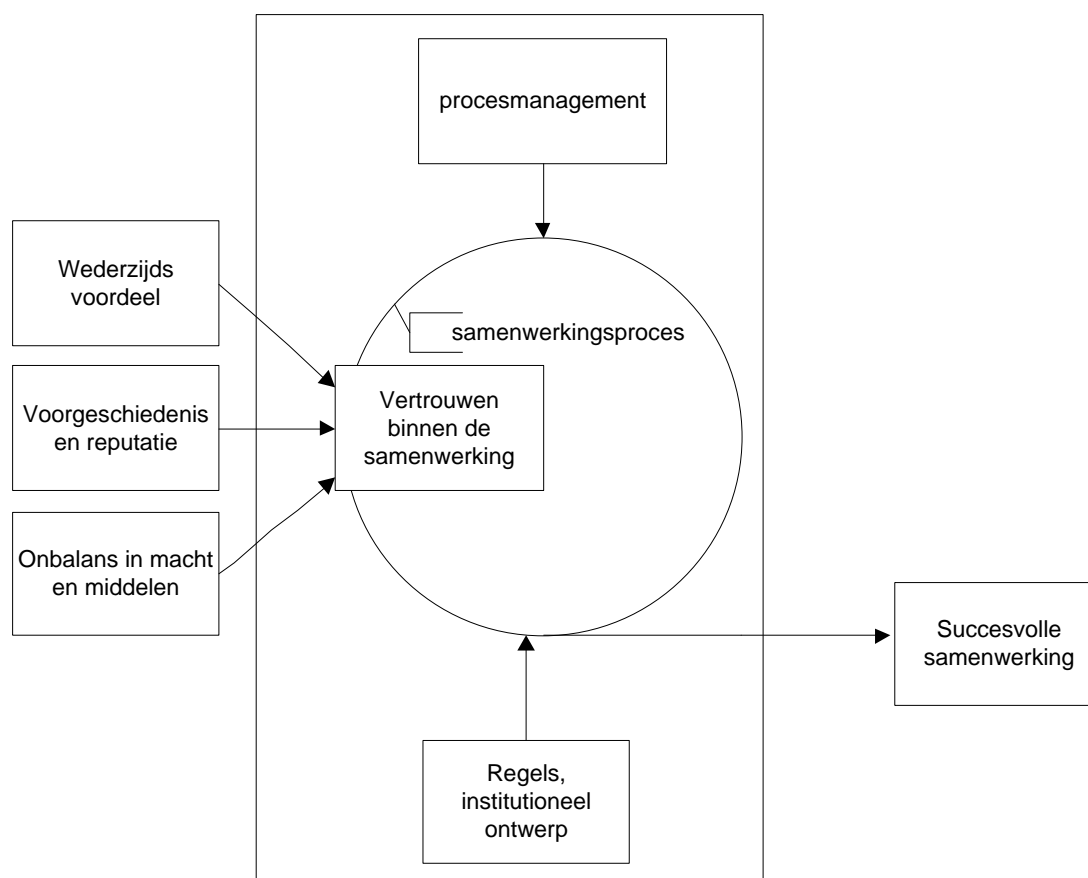 procesmanagement
Wederzijds
voordeel
samenwerkingsproces
Voorgeschiedenis
en reputatie
Vertrouwen
binnen de
samenwerking
Onbalans in macht
en middelen
Succesvolle
samenwerking
Regels,
institutioneel
ontwerp